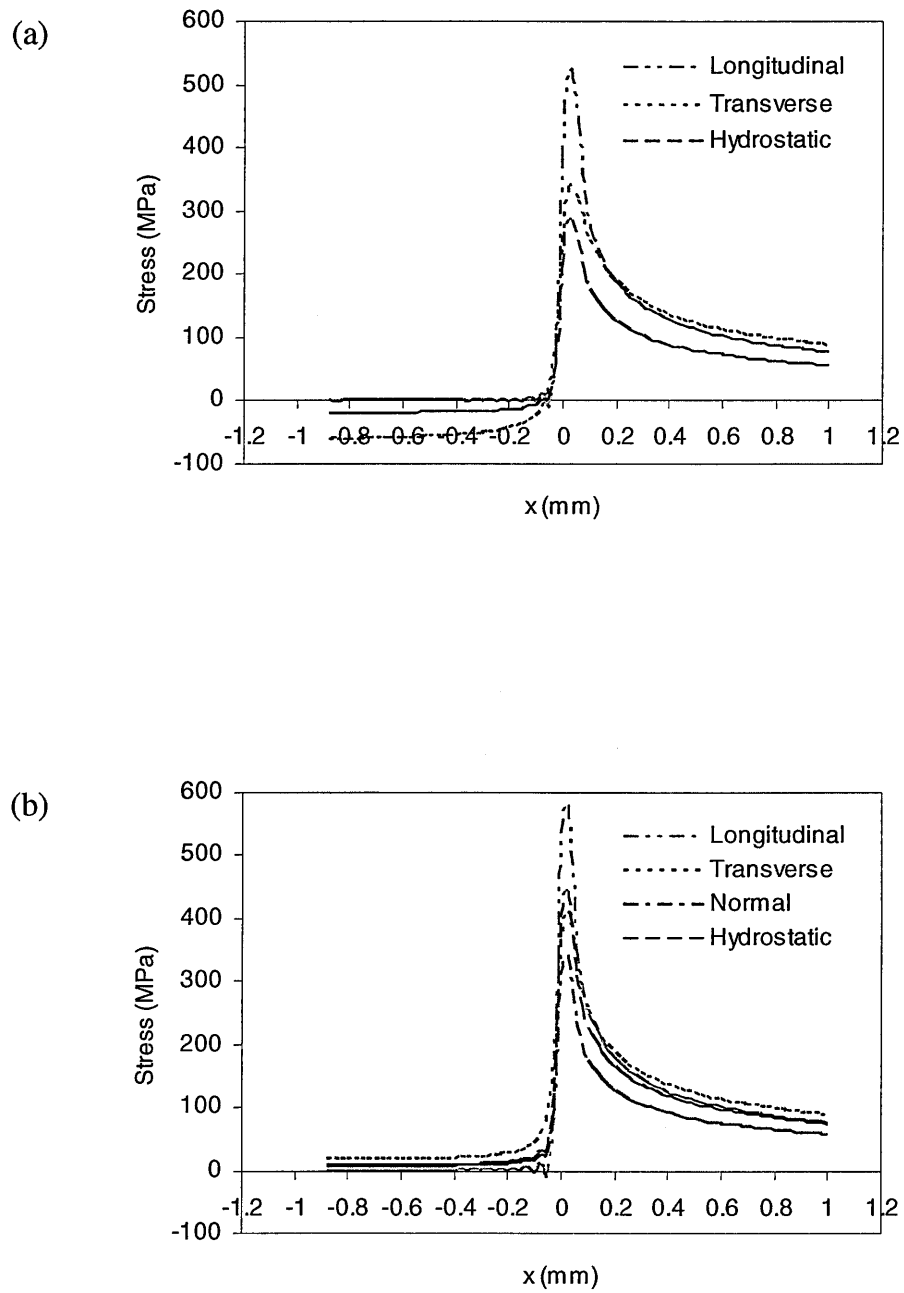 (a)
600
500
400
300
200
100
0
-100
Stress (MPa)
Longitudinal
Transverse
Hydrostatic
-1.2 -1 -0.8 -0.6 -0.4 -0.2 0 0.2 0.4 0.6 0.8 1 1.2
x (mm)
(b)
600
500
400
300
200
100
0
-100
Stress (MPa)
Longitudinal
Transverse
Normal
Hydrostatic
-1.2 -1 -0.8 -0.6 -0.4 -0.2 0 0.2 0.4 0.6 0.8 1 1.2
x (mm)